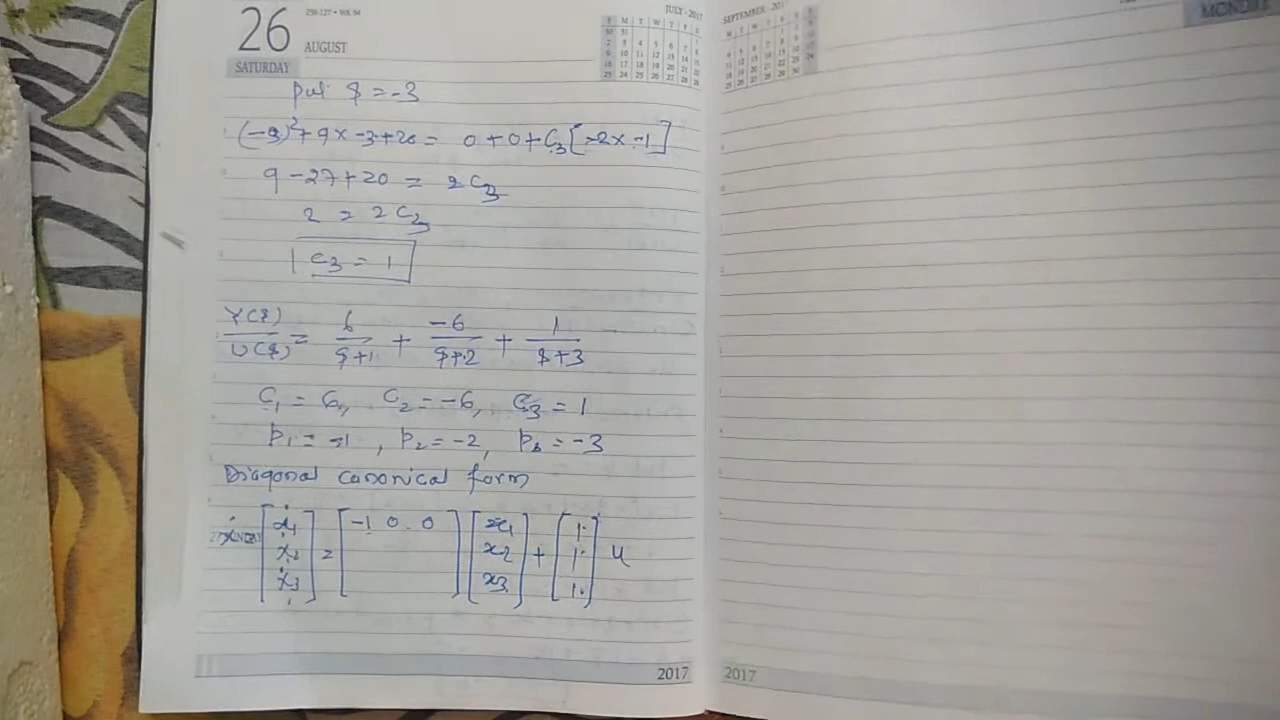 26
SATURDAY
AUGUST
JULY - 2017
put $ = -3
(-3)²+9x-3+20 = 0+0+C3[-2x-1]
9-27+20 = 2C3
2 = 2C3
C3 = 1
Y($)/U($) = 6/$+1 + -6/$+2 + 1/$+3
C1 = 6, C2 = -6, C3 = 1
P1 = -1, P2 = -2, P3 = -3
Diagonal canonical form
[ẋ1 ẋ2 ẋ3] = [-1 0 0] [x1 x2 x3] + [1 1 1] u
2017
SEPTEMBER - 2017
MONDAY
2017